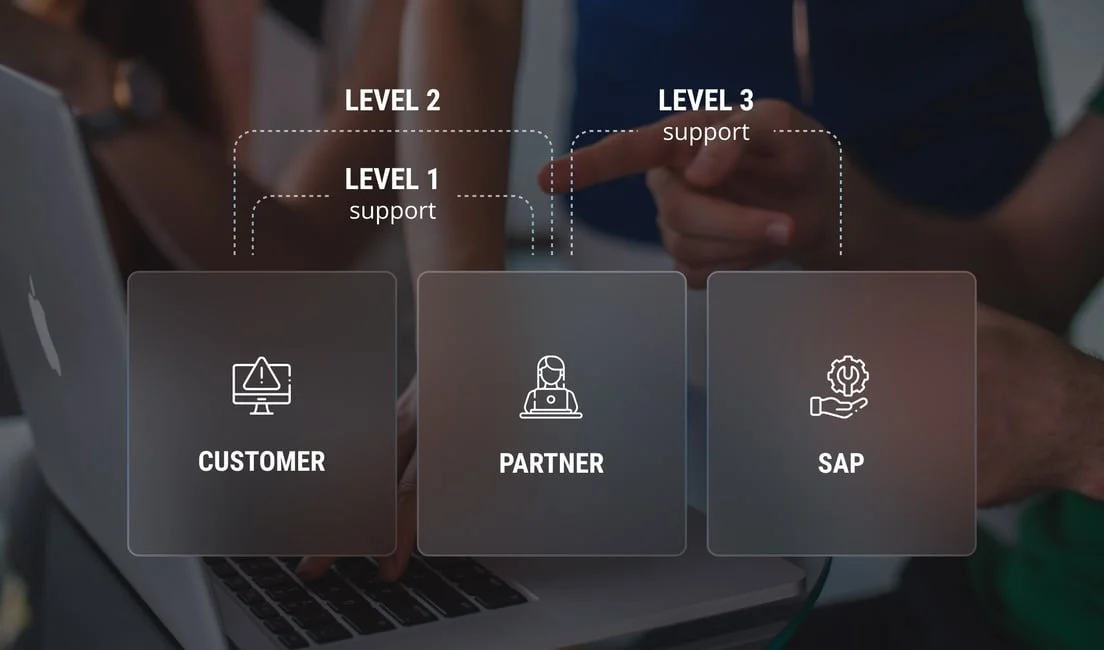 LEVEL 2
LEVEL 3
support
LEVEL 1
support
CUSTOMER
PARTNER
SAP